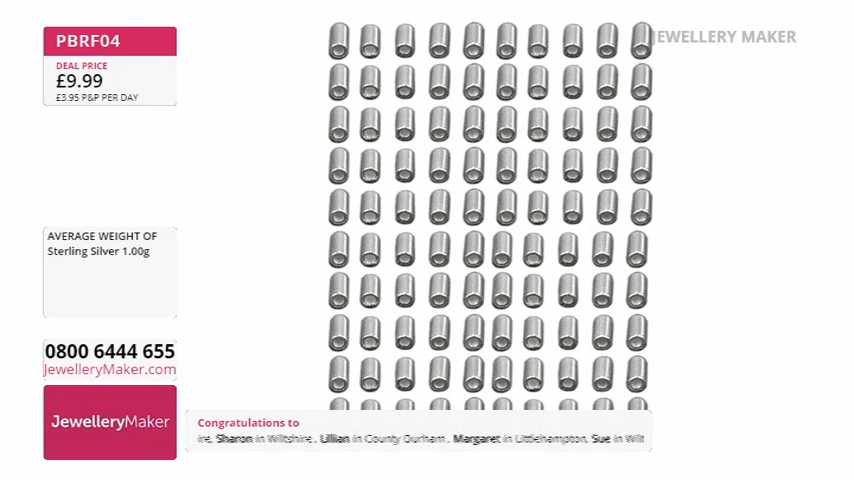 PBRF04
DEAL PRICE
£9.99
£3.95 P&P PER DAY
JEWELLERY MAKER
AVERAGE WEIGHT OF
Sterling Silver 1.00g
0800 6444 655
JewelleryMaker.com
JewelleryMaker
Congratulations to
ire, Sharon in Wiltshire, Lillian in County Durham, Margaret in Littlehampton, Sue in Wilt